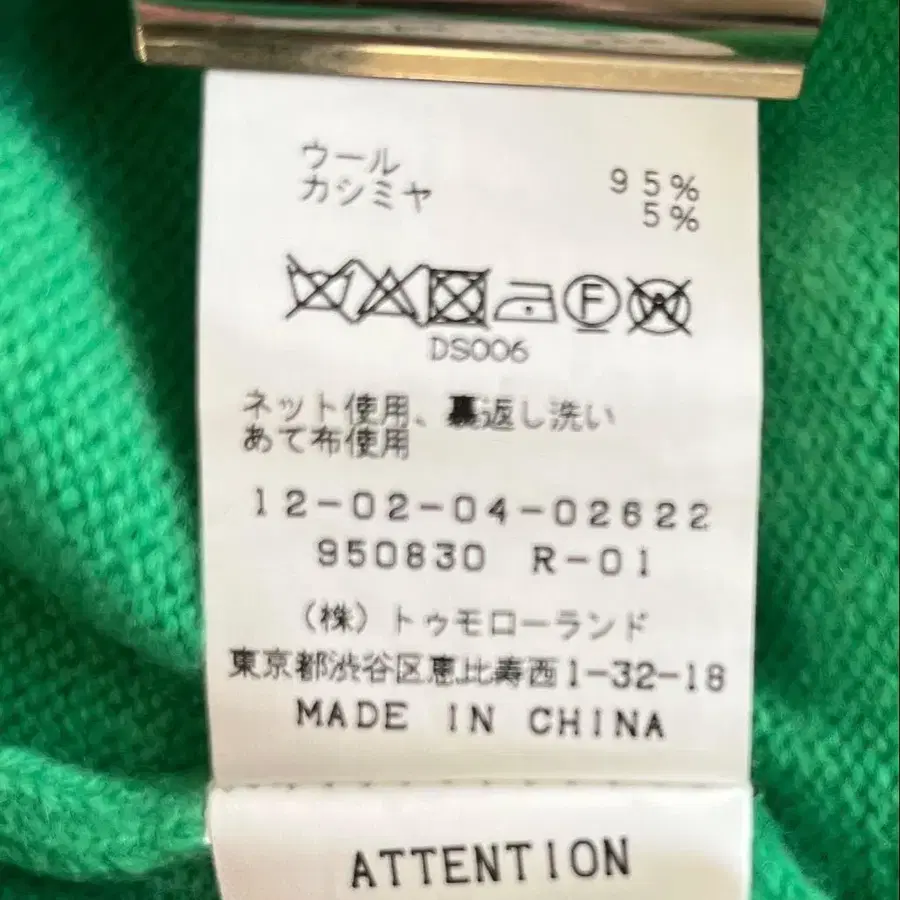 ウール 95%
カシミヤ 5%
F W
DS006
ネット使用、裏返し洗い
あて布使用
12-02-04-02622
950830 R-01
(株)トゥモローランド
東京都渋谷区恵比寿西1-32-18
MADE IN CHINA
ATTENTION